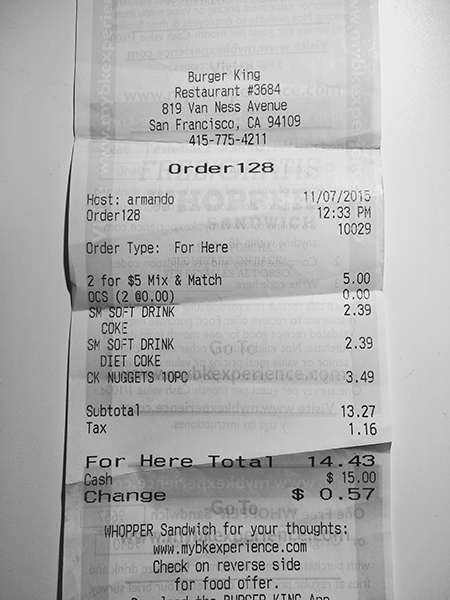 Burger King
Restaurant #3684
819 Van Ness Avenue
San Francisco, CA 94109
415-775-4211
Order128
Host: armando 11/07/2015
Order128 12:33 PM
10029
Order Type: For Here
2 for $5 Mix & Match 5.00
OCS (2 @0.00) 0.00
SM SOFT DRINK 2.39
COKE
SM SOFT DRINK 2.39
DIET COKE
CK NUGGETS 10PC 3.49
Subtotal 13.27
Tax 1.16
For Here Total 14.43
Cash $ 15.00
Change $ 0.57
WHOPPER Sandwich for your thoughts:
www.mybkexperience.com
Check on reverse side
for food offer.
Download the BURGER KING App